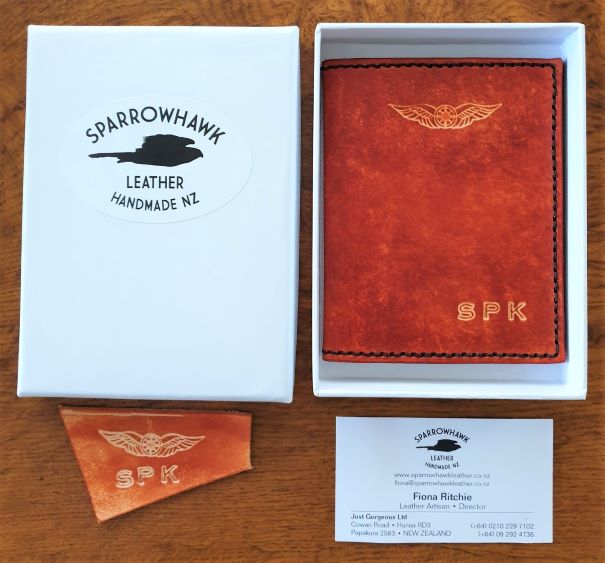 SPARROWHAWK
LEATHER
HANDMADE NZ
SPK
SPK
SPARROWHAWK
LEATHER
HANDMADE NZ
www.sparrowhawkleather.co.nz
fiona@sparrowhawkleather.co.nz
Fiona Ritchie
Leather Artisan • Director
Just Gorgeous Ltd
Cowan Road • Hunua RD3 (+64) 0210 229 7102
Papakura 2583 • NEW ZEALAND (+64) 09 292 4736